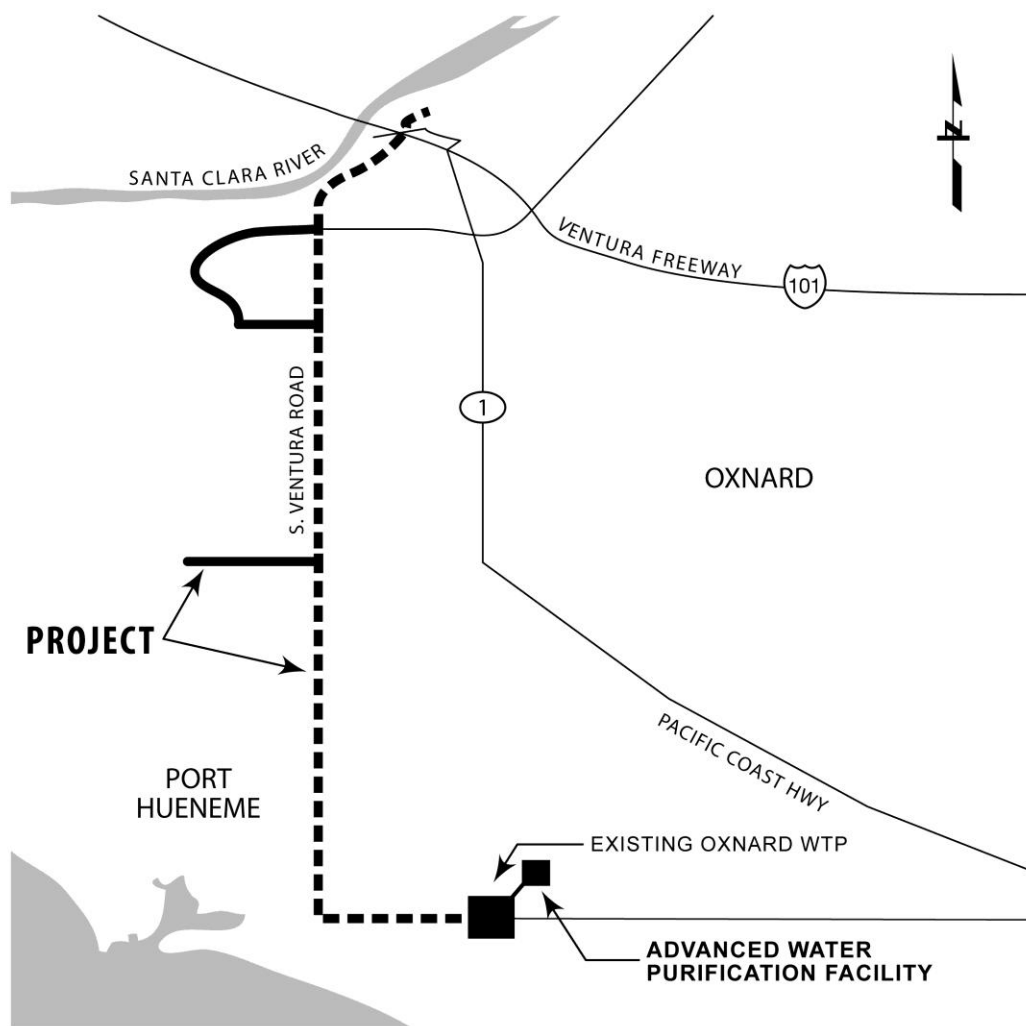 SANTA CLARA RIVER
N
VENTURA FREEWAY
101
S. VENTURA ROAD
1
OXNARD
PROJECT
PACIFIC COAST HWY
PORT
HUENEME
EXISTING OXNARD WTP
ADVANCED WATER
PURIFICATION FACILITY